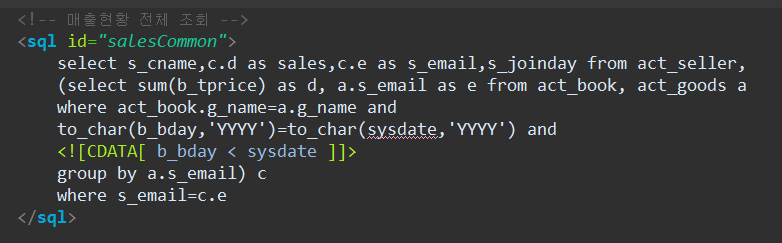 <!-- 매출현황 전체 조회 -->
<sql id="salesCommon">
select s_cname,c.d as sales,c.e as s_email,s_joinday from act_seller,
(select sum(b_tprice) as d, a.s_email as e from act_book, act_goods a
where act_book.g_name=a.g_name and
to_char(b_bday,'YYYY')=to_char(sysdate,'YYYY') and
<![CDATA[ b_bday < sysdate ]]>
group by a.s_email) c
where s_email=c.e
</sql>